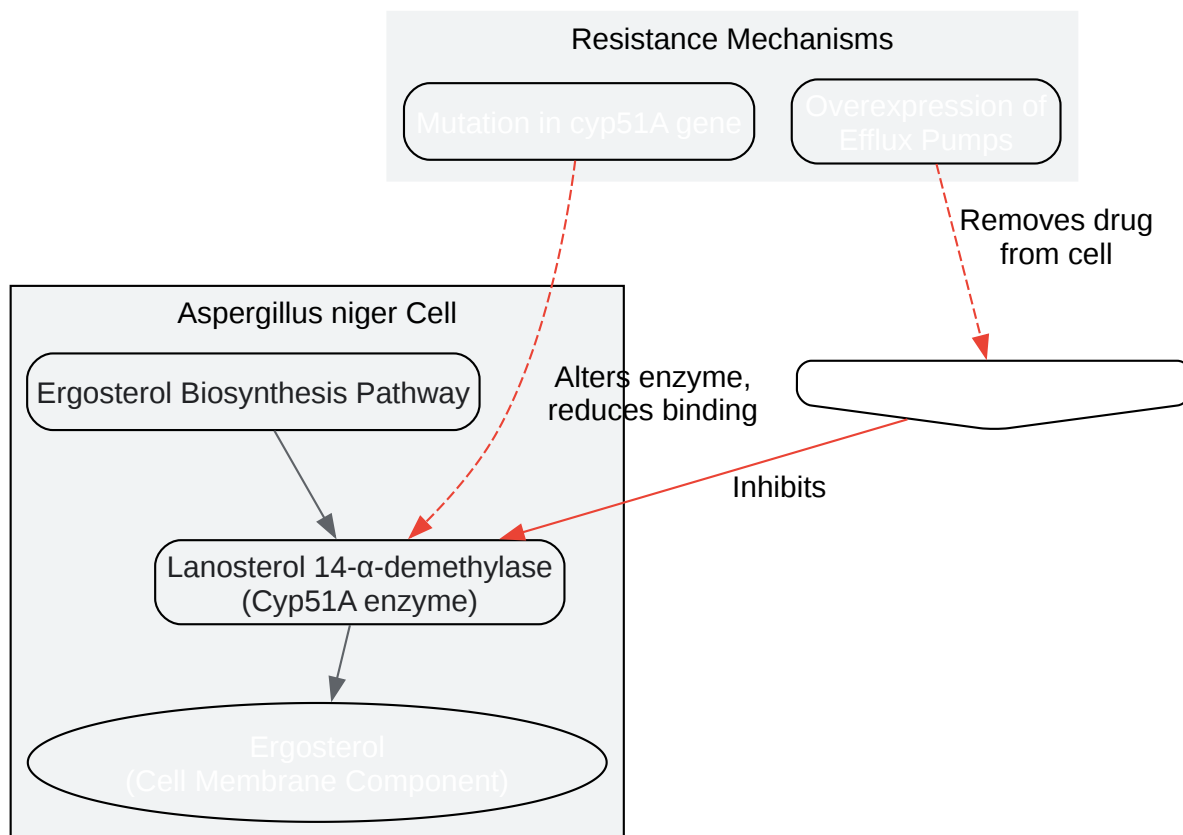 Resistance Mechanisms
Mutation in cyp51A gene
Overexpression of
Efflux Pumps
Removes drug
from cell
Aspergillus niger Cell
Ergosterol Biosynthesis Pathway
Alters enzyme,
reduces binding
Inhibits
Lanosterol 14-α-demethylase
(Cyp51A enzyme)
Ergosterol
(Cell Membrane Component)